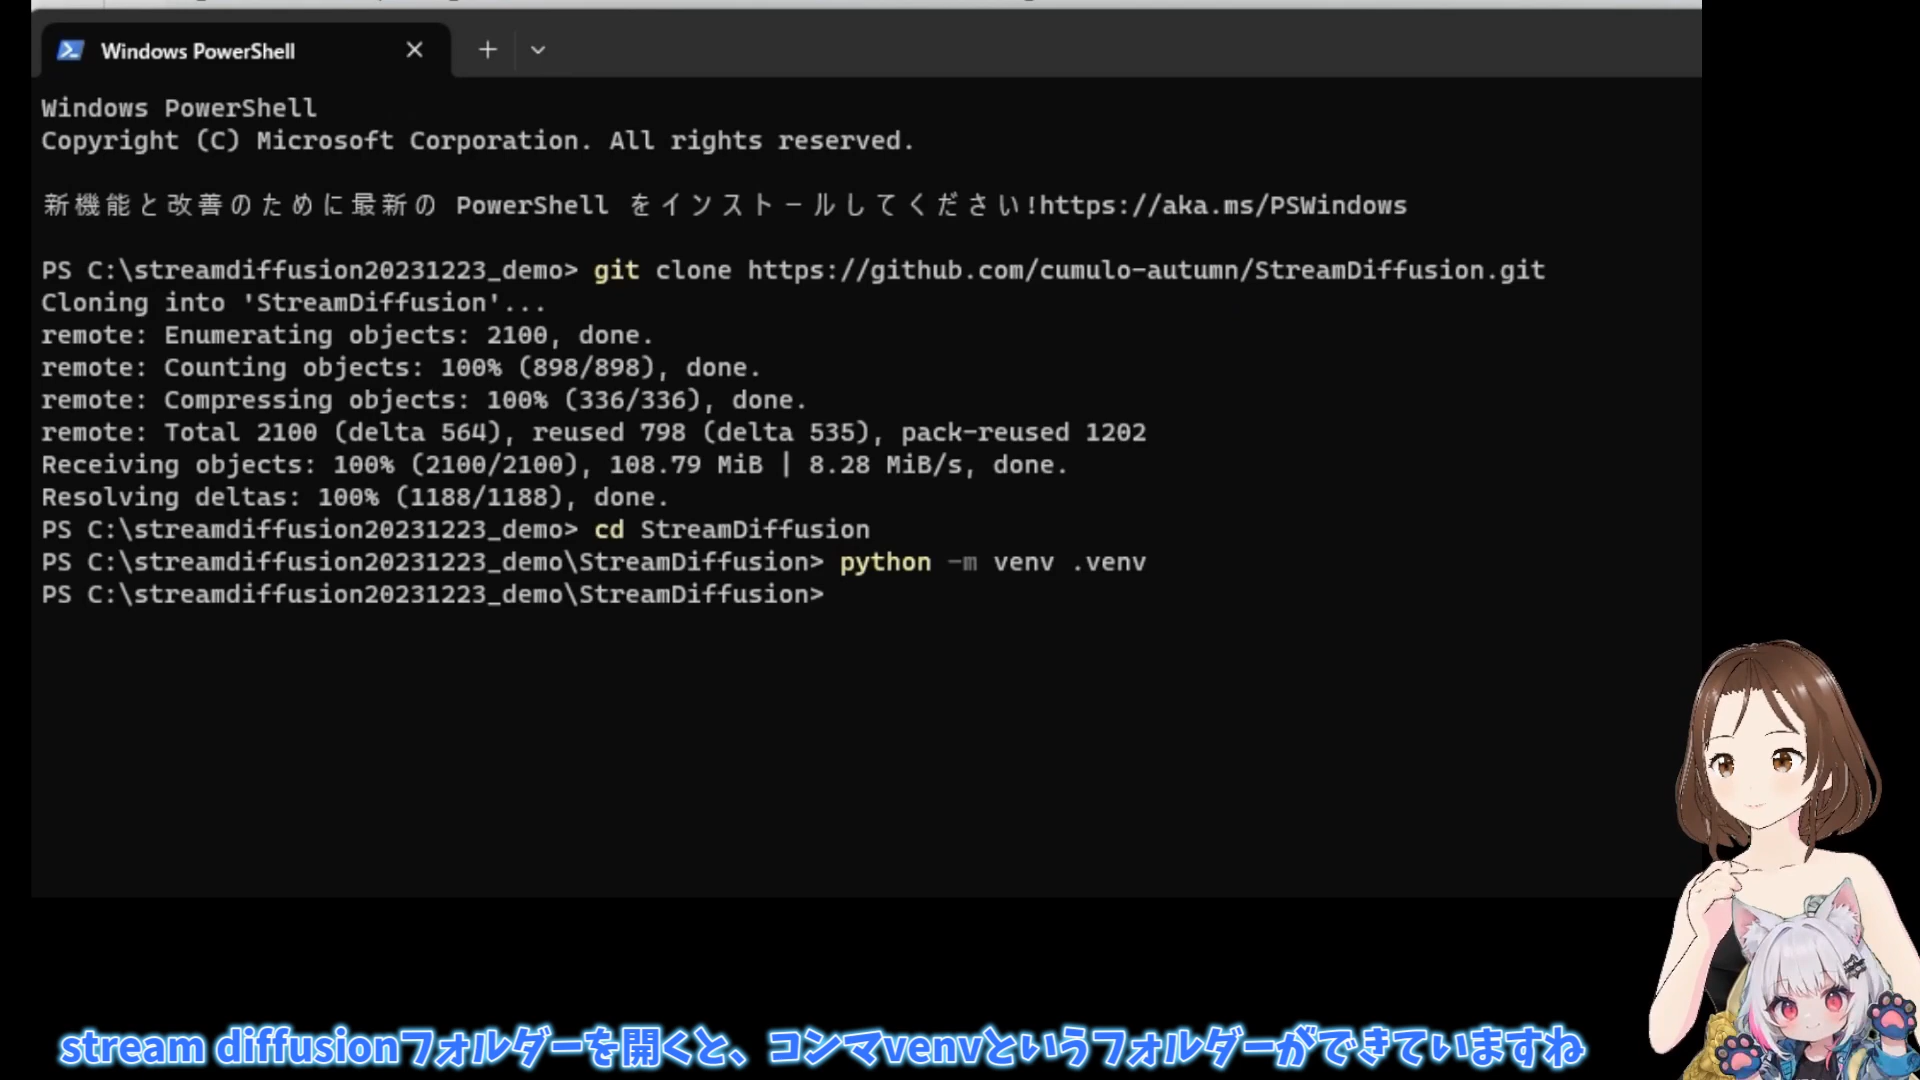 Windows PowerShell
Windows PowerShell
Copyright (C) Microsoft Corporation. All rights reserved.
新機能と改善のために最新の PowerShell をインストールしてください!https://aka.ms/PSWindows
PS C:\streamdiffusion20231223_demo> git clone https://github.com/cumulo-autumn/StreamDiffusion.git
Cloning into 'StreamDiffusion'...
remote: Enumerating objects: 2100, done.
remote: Counting objects: 100% (898/898), done.
remote: Compressing objects: 100% (336/336), done.
remote: Total 2100 (delta 564), reused 798 (delta 535), pack-reused 1202
Receiving objects: 100% (2100/2100), 108.79 MiB | 8.28 MiB/s, done.
Resolving deltas: 100% (1188/1188), done.
PS C:\streamdiffusion20231223_demo> cd StreamDiffusion
PS C:\streamdiffusion20231223_demo\StreamDiffusion> python -m venv .venv
PS C:\streamdiffusion20231223_demo\StreamDiffusion>
stream diffusionフォルダーを開くと、コンマvenvというフォルダーができていますね